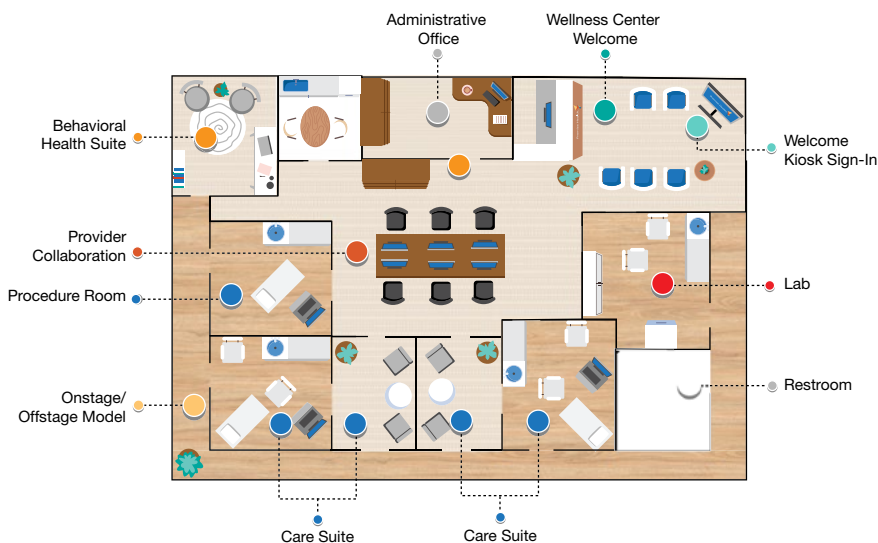 Administrative
Office
Wellness Center
Welcome
Behavioral
Health Suite
Welcome
Kiosk Sign-In
Provider
Collaboration
Procedure Room
Lab
Onstage/
Offstage Model
Restroom
Care Suite
Care Suite